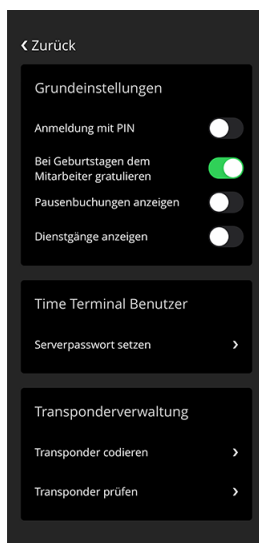 Zurück
Grundeinstellungen
Anmeldung mit PIN
Bei Geburtstagen dem
Mitarbeiter gratulieren
Pausenbuchungen anzeigen
Dienstgänge anzeigen
Time Terminal Benutzer
Serverpasswort setzen
Transponderverwaltung
Transponder codieren
Transponder prüfen